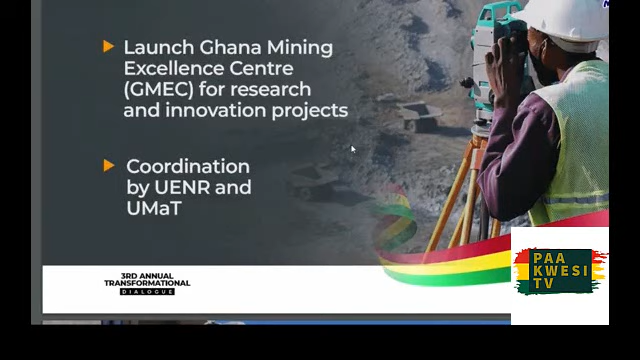 Launch Ghana Mining
Excellence Centre
(GMEC) for research
and innovation projects
Coordination
by UENR and
UMaT
3RD ANNUAL
TRANSFORMATIONAL
DIALOGUE
PAA
KWESI
TV